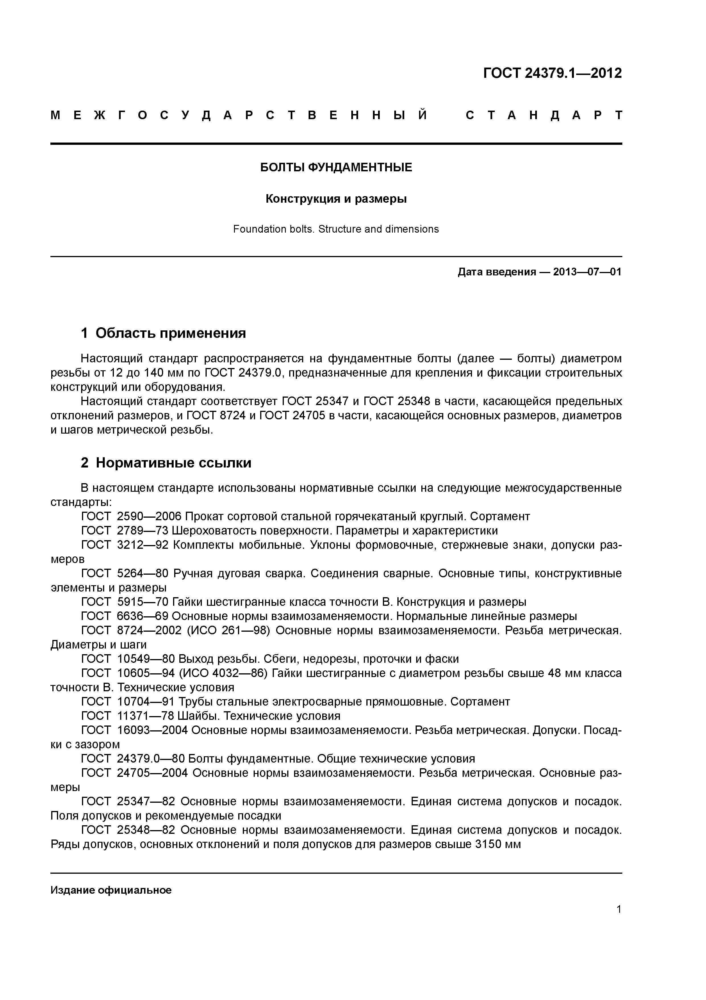 ГОСТ 24379.1—2012
МЕЖГОСУДАРСТВЕННЫЙ СТАНДАРТ
БОЛТЫ ФУНДАМЕНТНЫЕ
Конструкция и размеры
Foundation bolts. Structure and dimensions
Дата введения — 2013—07—01
1 Область применения
Настоящий стандарт распространяется на фундаментные болты (далее — болты) диаметром
резьбы от 12 до 140 мм по ГОСТ 24379.0, предназначенные для крепления и фиксации строительных
конструкций или оборудования.
Настоящий стандарт соответствует ГОСТ 25347 и ГОСТ 25348 в части, касающейся предельных
отклонений размеров, и ГОСТ 8724 и ГОСТ 24705 в части, касающейся основных размеров, диаметров
и шагов метрической резьбы.
2 Нормативные ссылки
В настоящем стандарте использованы нормативные ссылки на следующие межгосударственные
стандарты:
ГОСТ 2590—2006 Прокат сортовой стальной горячекатаный круглый. Сортамент
ГОСТ 2789—73 Шероховатость поверхности. Параметры и характеристики
ГОСТ 3212—92 Комплекты мобильные. Уклоны формовочные, стержневые знаки, допуски раз-
меров
ГОСТ 5264—80 Ручная дуговая сварка. Соединения сварные. Основные типы, конструктивные
элементы и размеры
ГОСТ 5915—70 Гайки шестигранные класса точности В. Конструкция и размеры
ГОСТ 6636—69 Основные нормы взаимозаменяемости. Нормальные линейные размеры
ГОСТ 8724—2002 (ИСО 261—98) Основные нормы взаимозаменяемости. Резьба метрическая.
Диаметры и шаги
ГОСТ 10549—80 Выход резьбы. Сбеги, недорезы, проточки и фаски
ГОСТ 10605—94 (ИСО 4032—86) Гайки шестигранные с диаметром резьбы свыше 48 мм класса
точности В. Технические условия
ГОСТ 10704—91 Трубы стальные электросварные прямошовные. Сортамент
ГОСТ 11371—78 Шайбы. Технические условия
ГОСТ 16093—2004 Основные нормы взаимозаменяемости. Резьба метрическая. Допуски. Посад-
ки с зазором
ГОСТ 24379.0—80 Болты фундаментные. Общие технические условия
ГОСТ 24705—2004 Основные нормы взаимозаменяемости. Резьба метрическая. Основные раз-
меры
ГОСТ 25347—82 Основные нормы взаимозаменяемости. Единая система допусков и посадок.
Поля допусков и рекомендуемые посадки
ГОСТ 25348—82 Основные нормы взаимозаменяемости. Единая система допусков и посадок.
Ряды допусков, основных отклонений и поля допусков для размеров свыше 3150 мм
Издание официальное
1